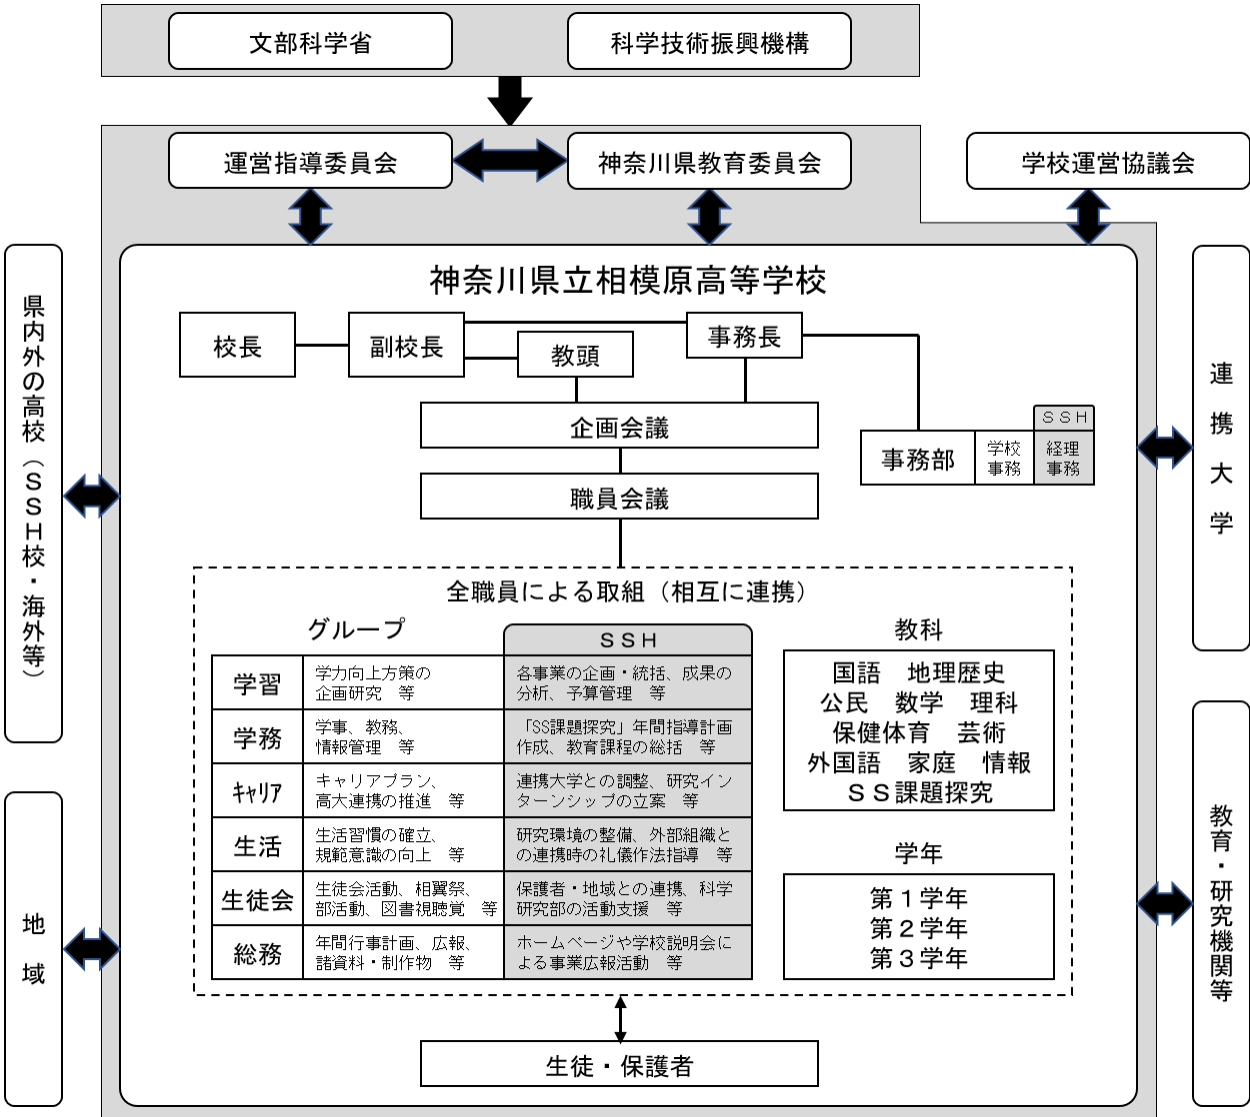 文部科学省
科学技術振興機構
運営指導委員会
神奈川県教育委員会
学校運営協議会
県内外の高校（ＳＳＨ校・海外等）
地域
連携大学
教育・研究機関等
神奈川県立相模原高等学校
校長
副校長
教頭
事務長
企画会議
職員会議
ＳＳＨ
事務部
学校
事務
経理
事務
全職員による取組（相互に連携）
グループ
ＳＳＨ
学習
学力向上方策の
企画研究　等
各事業の企画・統括、成果の
分析、予算管理　等
学務
学事、教務、
情報管理　等
「SS課題探究」年間指導計画
作成、教育課程の総括　等
ｷｬﾘｱ
キャリアプラン、
高大連携の推進　等
連携大学との調整、研究イン
ターンシップの立案　等
生活
生活習慣の確立、
規範意識の向上　等
研究環境の整備、外部組織と
の連携時の礼儀作法指導　等
生徒会
生徒会活動、相翼祭、
部活動、図書視聴覚　等
保護者・地域との連携、科学
研究部の活動支援　等
総務
年間行事計画、広報、
諸資料・制作物　等
ホームページや学校説明会に
よる事業広報活動　等
教科
国語　地理歴史
公民　数学　理科
保健体育　芸術
外国語　家庭　情報
ＳＳ課題探究
学年
第１学年
第２学年
第３学年
生徒・保護者